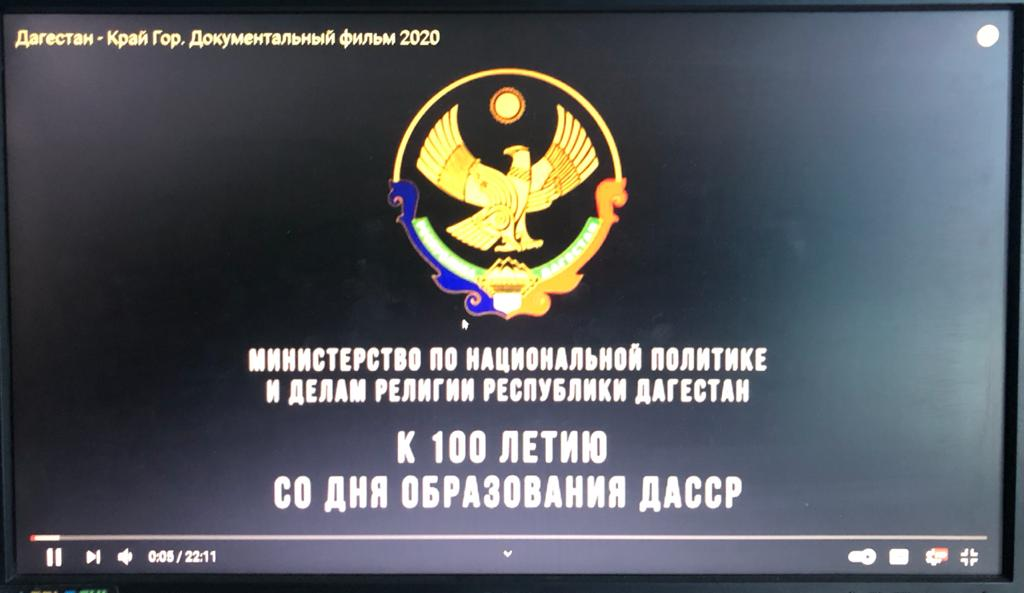 Дагестан - Край Гор. Документальный фильм 2020
МИНИСТЕРСТВО ПО НАЦИОНАЛЬНОЙ ПОЛИТИКЕ
И ДЕЛАМ РЕЛИГИИ РЕСПУБЛИКИ ДАГЕСТАН
К 100 ЛЕТИЮ
СО ДНЯ ОБРАЗОВАНИЯ ДАССР
0:05 / 22:11